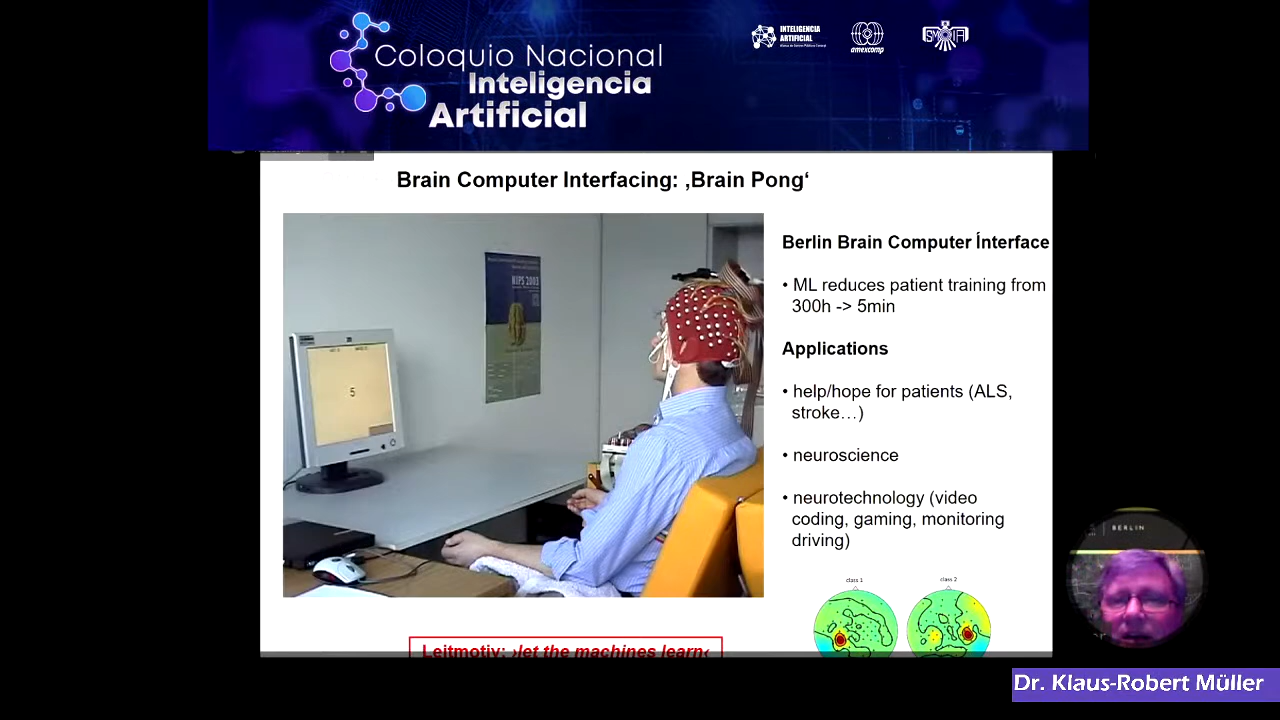 Coloquio Nacional
Inteligencia
Artificial
INTELIGENCIA
ARTIFICIAL
amexcomp
SMIA
Brain Computer Interfacing: ‚Brain Pong‘
Berlin Brain Computer Ínterface
• ML reduces patient training from
300h -> 5min
Applications
• help/hope for patients (ALS,
stroke…)
• neuroscience
• neurotechnology (video
coding, gaming, monitoring
driving)
NIPS 2003
5
class 1
class 2
Leitmotiv: ›let the machines learn‹
BERLIN
Dr. Klaus-Robert Müller